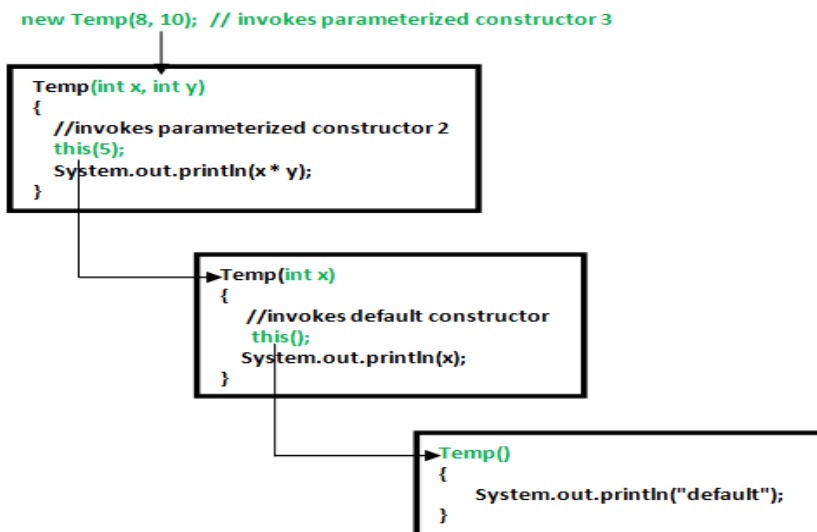 new Temp(8, 10);  // invokes parameterized constructor 3
Temp(int x, int y)
{
//invokes parameterized constructor 2
this(5);
System.out.println(x * y);
}
Temp(int x)
{
//invokes default constructor
this();
System.out.println(x);
}
Temp()
{
System.out.println("default");
}